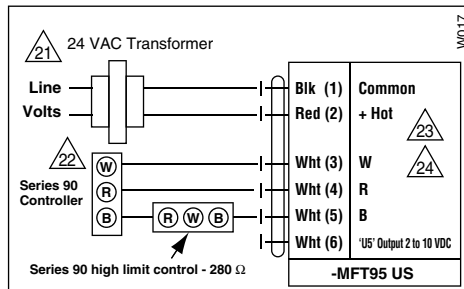 W017
21 24 VAC Transformer
Line
Volts
Blk (1) Common
Red (2) + Hot
23
22
24
Series 90
Controller
W
R
B
R W B
Wht (3) W
Wht (4) R
Wht (5) B
Wht (6) ‘U5’ Output 2 to 10 VDC
Series 90 high limit control - 280 Ω
-MFT95 US